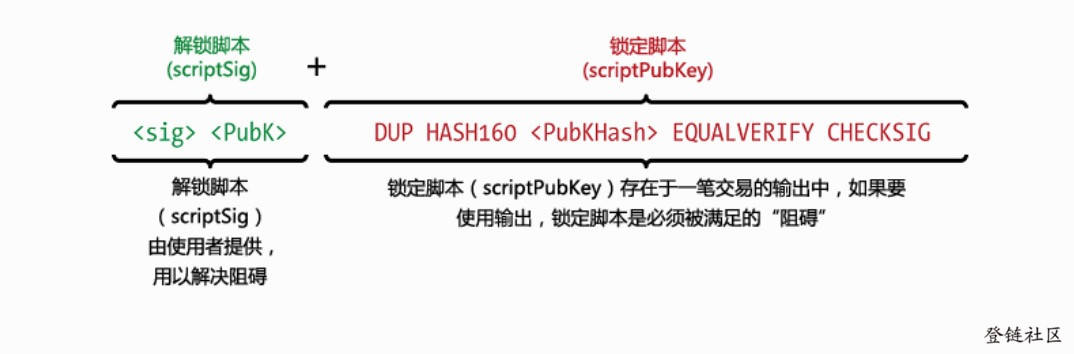 解锁脚本
(scriptSig)
+
锁定脚本
(scriptPubKey)
<sig> <PubK>
DUP HASH160 <PubKHash> EQUALVERIFY CHECKSIG
解锁脚本
（scriptSig）
由使用者提供，
用以解决阻碍
锁定脚本（scriptPubKey）存在于一笔交易的输出中，如果要
使用输出，锁定脚本是必须被满足的“阻碍”
登链社区